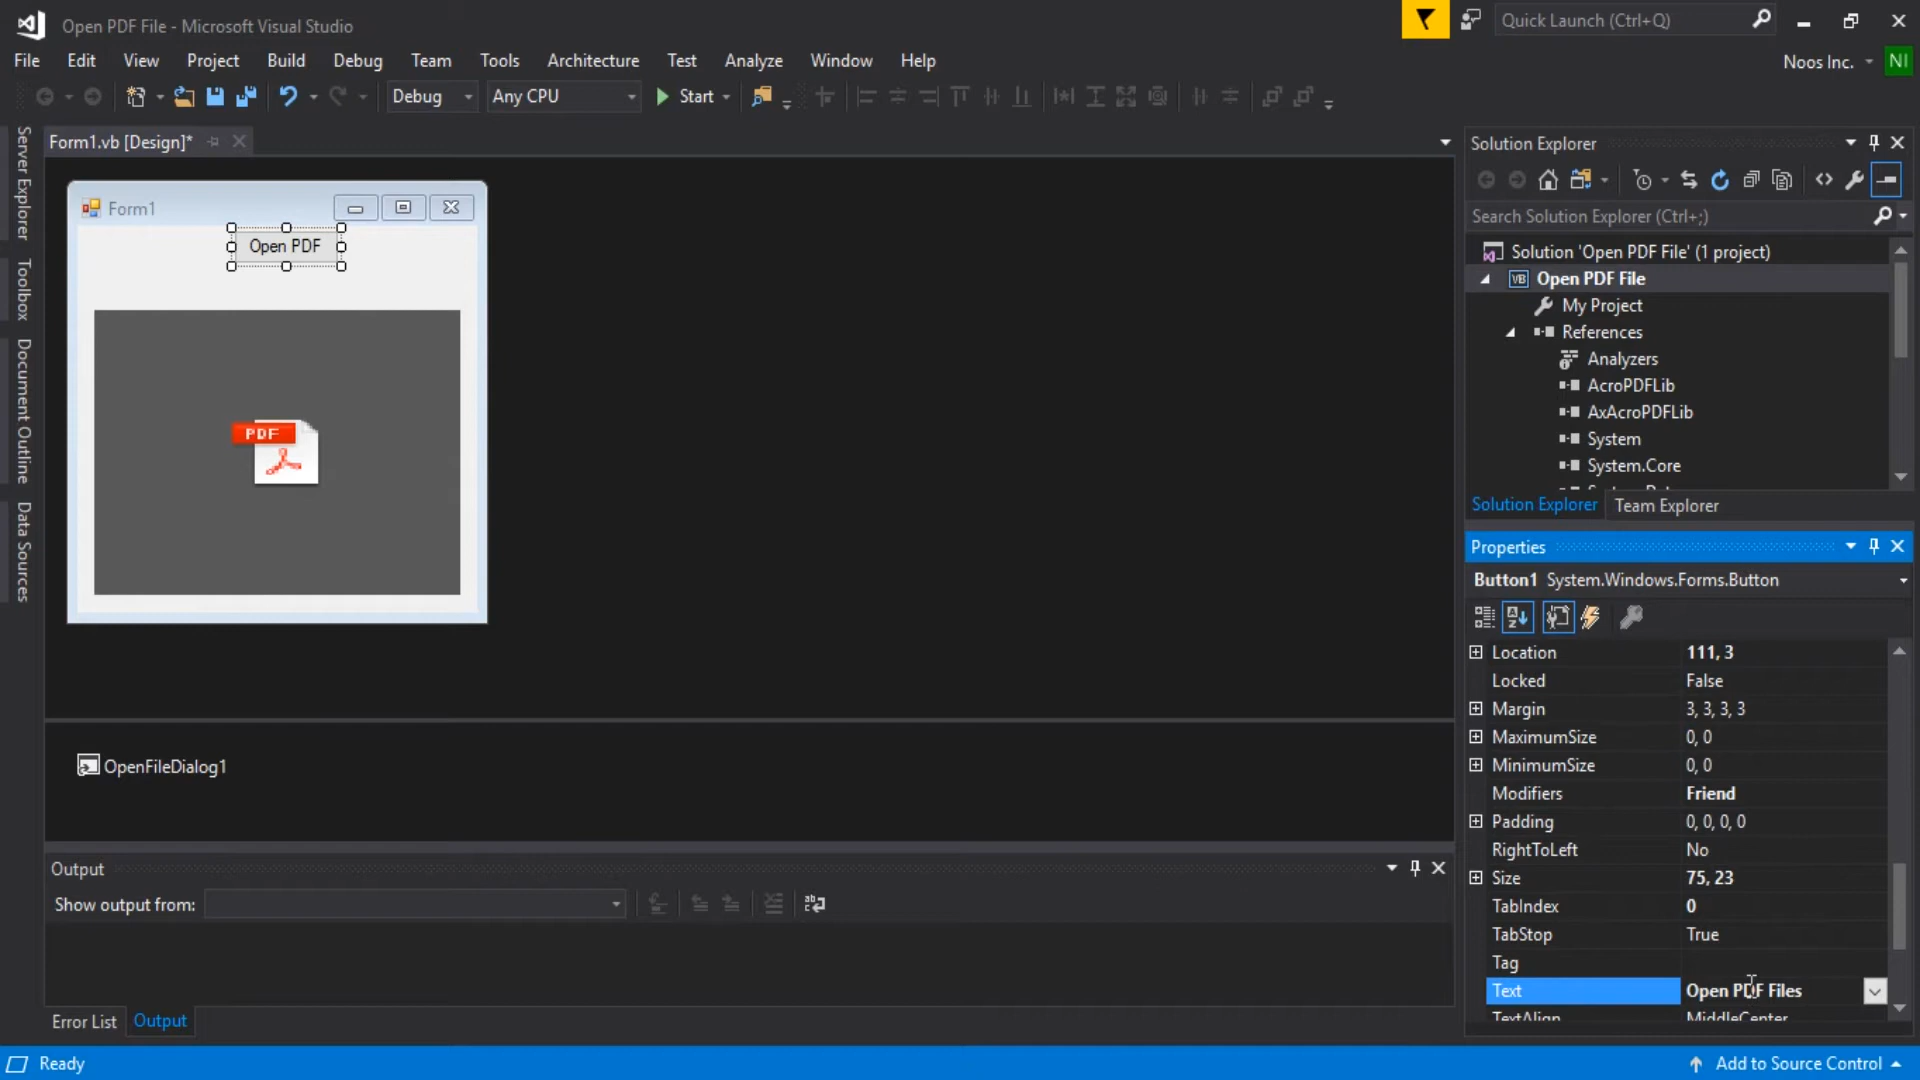 Open PDF File - Microsoft Visual Studio
Quick Launch (Ctrl+Q)
File Edit View Project Build Debug Team Tools Architecture Test Analyze Window Help
Noos Inc. NI
Debug Any CPU Start
Server Explorer
Toolbox
Document Outline
Data Sources
Form1.vb [Design]*
Form1
Open PDF
PDF
OpenFileDialog1
Output
Show output from:
Error List Output
Solution Explorer
Search Solution Explorer (Ctrl+;)
Solution 'Open PDF File' (1 project)
VB Open PDF File
My Project
References
Analyzers
AcroPDFLib
AxAcroPDFLib
System
System.Core
Solution Explorer Team Explorer
Properties
Button1 System.Windows.Forms.Button
Location 111, 3
Locked False
Margin 3, 3, 3, 3
MaximumSize 0, 0
MinimumSize 0, 0
Modifiers Friend
Padding 0, 0, 0, 0
RightToLeft No
Size 75, 23
TabIndex 0
TabStop True
Tag
Text Open PDF Files
TextAlign MiddleCenter
Ready
Add to Source Control